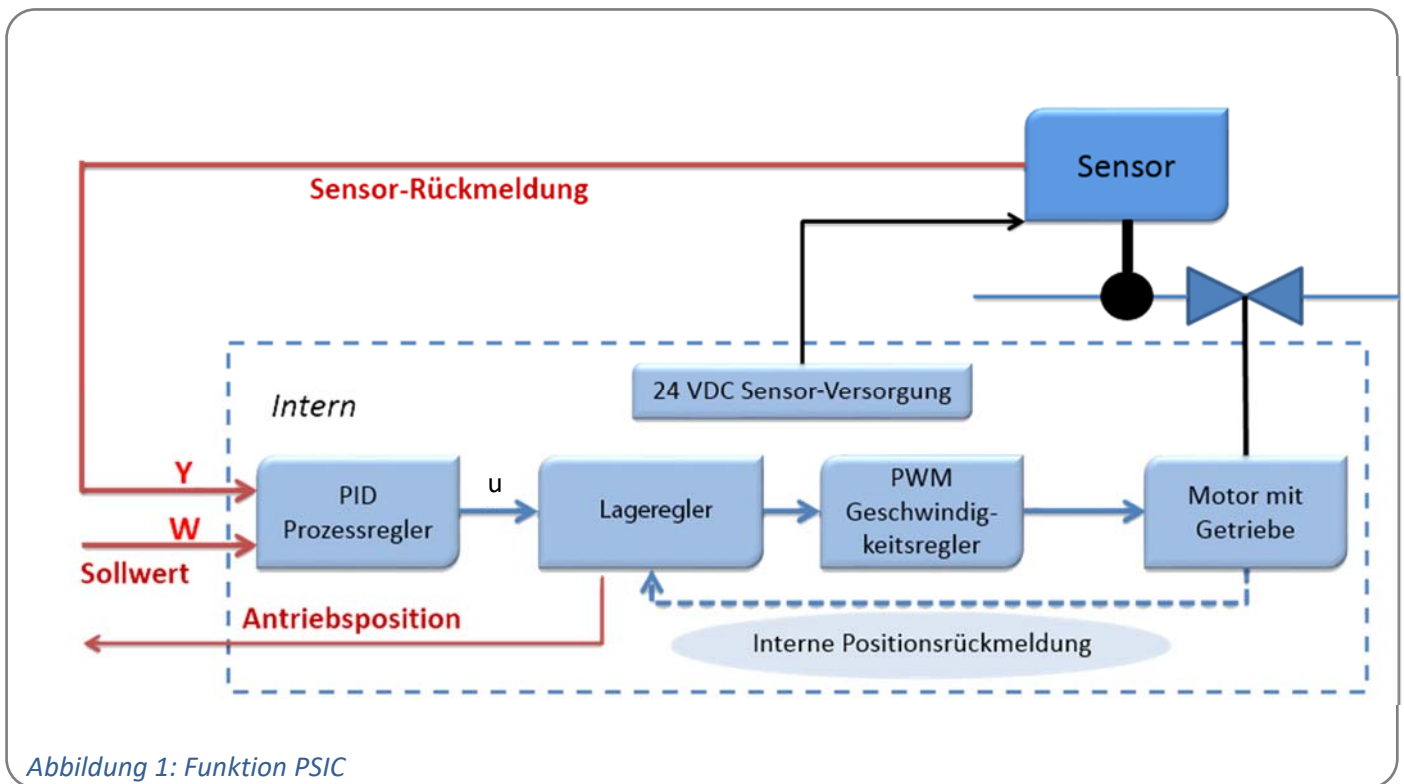 Sensor
Sensor-Rückmeldung
24 VDC Sensor-Versorgung
Intern
Y
W
Sollwert
PID
Prozessregler
u
Lageregler
PWM
Geschwindig-
keitsregler
Motor mit
Getriebe
Antriebsposition
Interne Positionsrückmeldung
Abbildung 1: Funktion PSIC